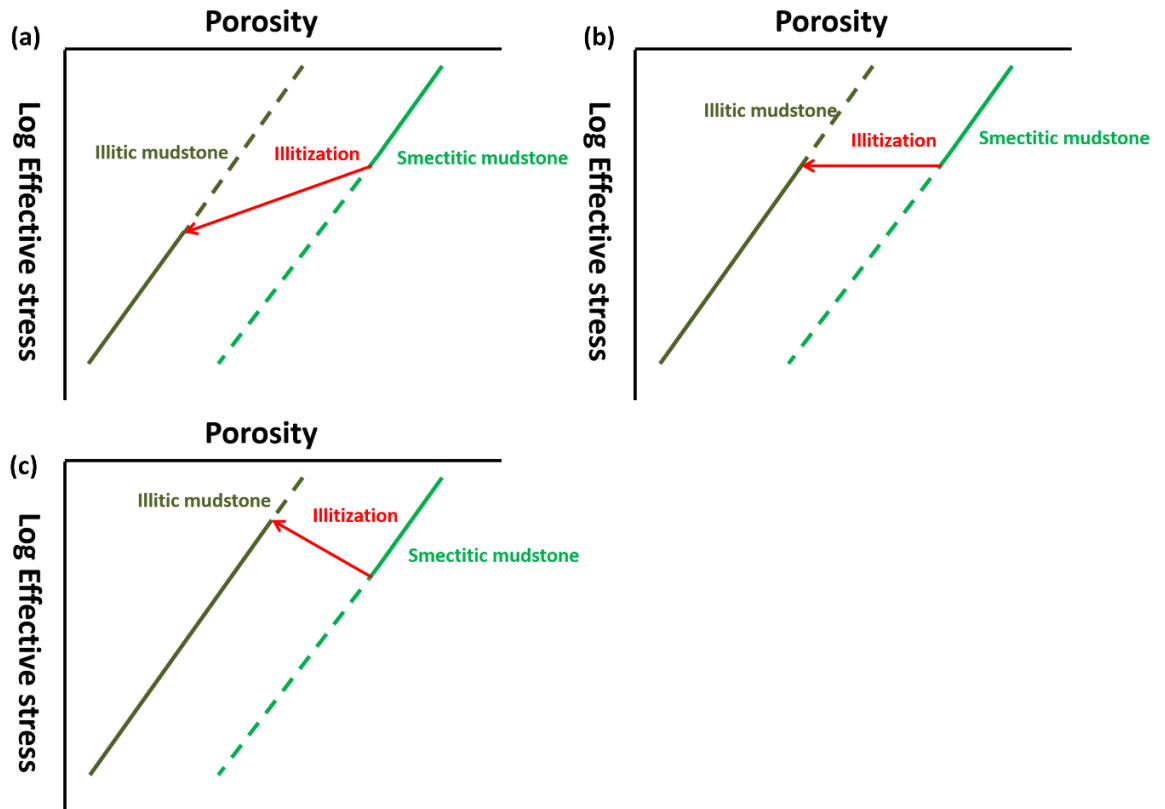 (a)
Porosity
Log Effective stress
Illitic mudstone
Illitization
Smectitic mudstone
(b)
Porosity
Log Effective stress
Illitic mudstone
Illitization
Smectitic mudstone
(c)
Porosity
Log Effective stress
Illitic mudstone
Illitization
Smectitic mudstone